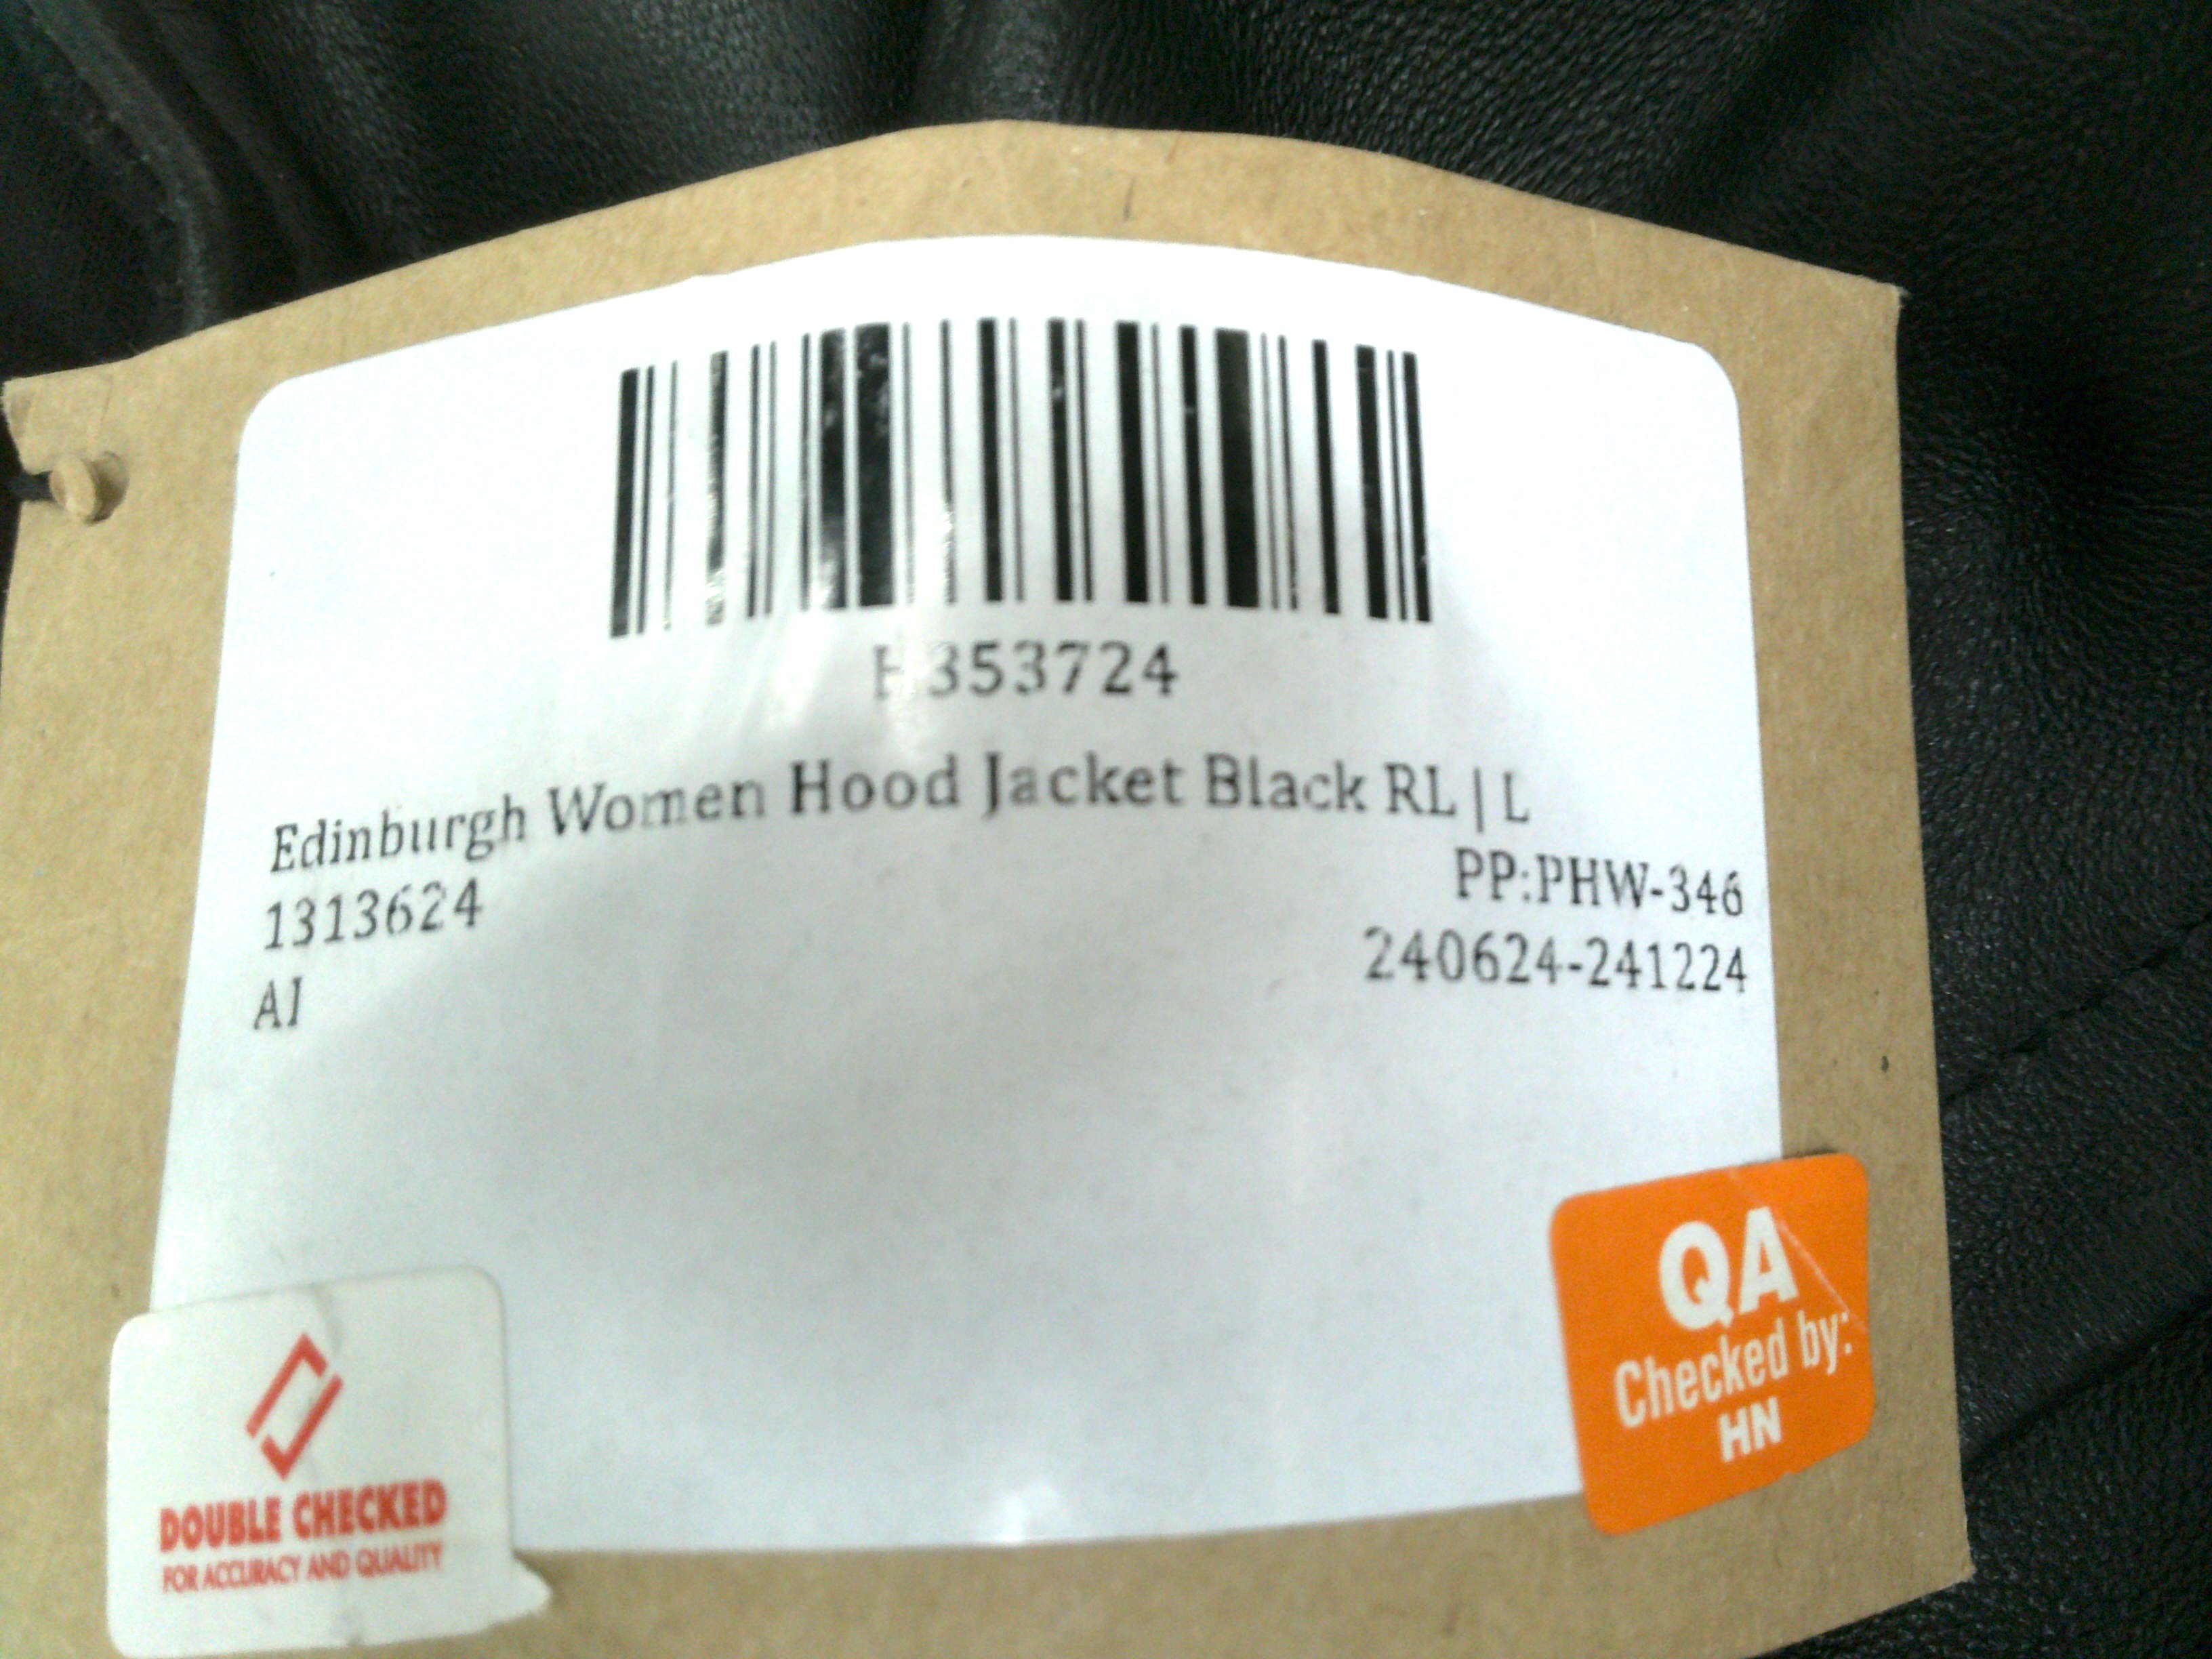 H353724
Edinburgh Women Hood Jacket Black RL | L
1313624
PP:PHW-346
AI
240624-241224
DOUBLE CHECKED
FOR ACCURACY AND QUALITY
QA
Checked by:
HN